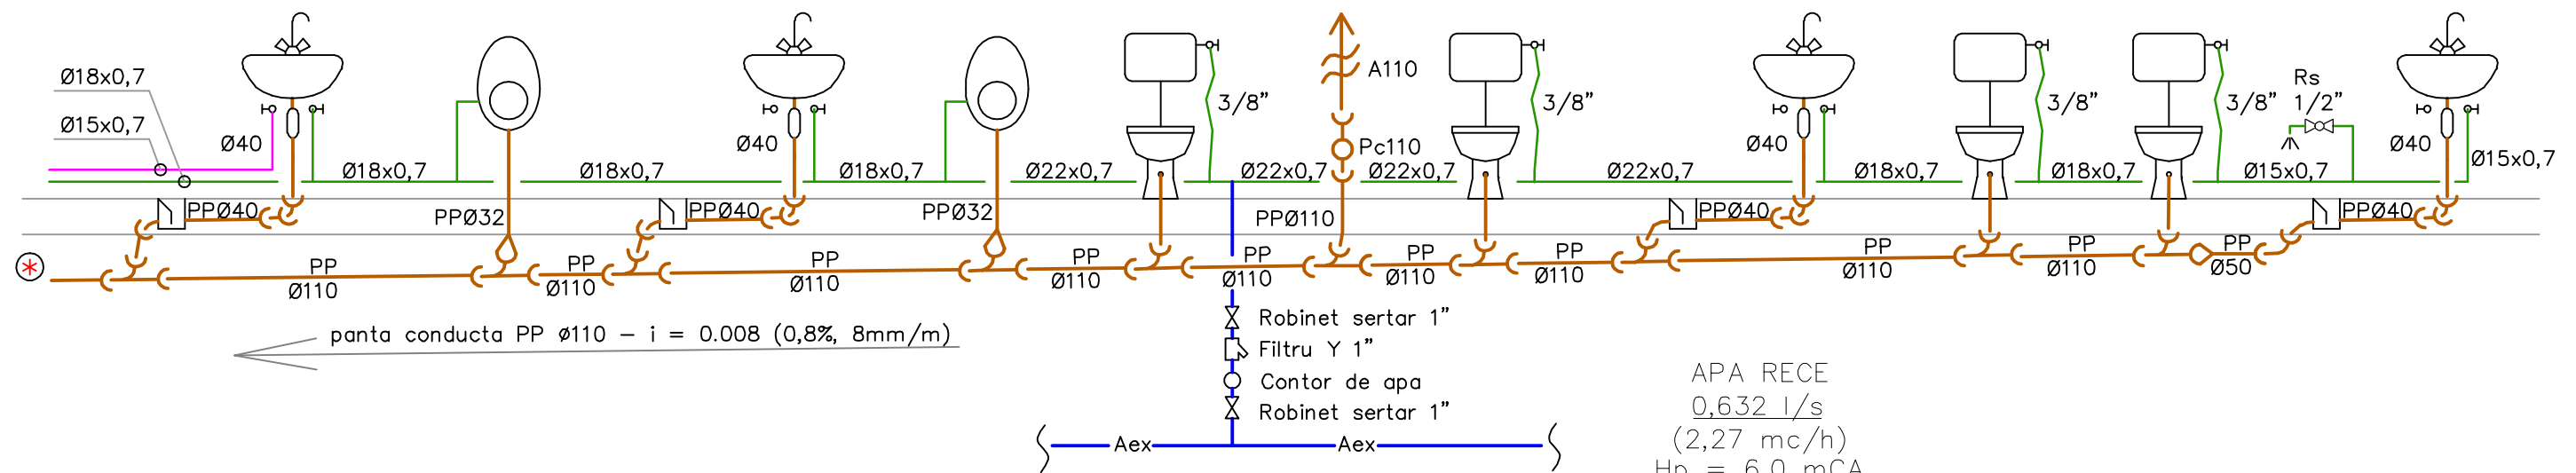 Ø18x0,7
Ø15x0,7
Ø40
Ø18x0,7
Ø18x0,7
Ø40
Ø18x0,7
Ø22x0,7
3/8”
Ø22x0,7
A110
Pc110
Ø22x0,7
3/8”
Ø22x0,7
Ø40
Ø18x0,7
3/8”
Ø18x0,7
3/8”
Rs
1/2”
Ø15x0,7
Ø40
Ø15x0,7
PPØ40
PPØ32
PPØ40
PPØ32
PPØ110
PPØ40
PPØ40
*
PP
Ø110
PP
Ø110
PP
Ø110
PP
Ø110
PP
Ø110
PP
Ø110
PP
Ø110
PP
Ø110
PP
Ø110
PP
Ø50
panta conducta PP ø110 – i = 0.008 (0,8%, 8mm/m)
Robinet sertar 1”
Filtru Y 1”
Contor de apa
Robinet sertar 1”
Aex
Aex
APA RECE
0,632 l/s
(2,27 mc/h)
Hp = 6,0 mCA